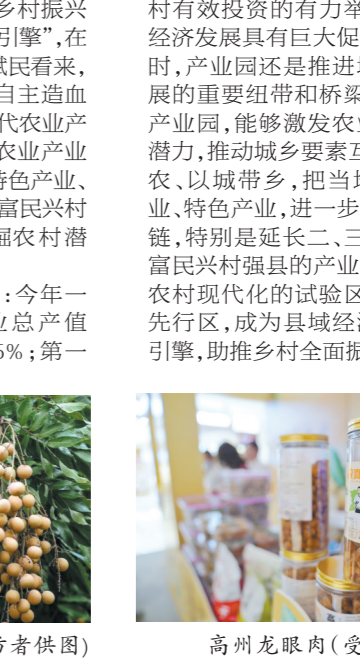 乡村振兴
引擎”,在
斌民看来,
自主造血
代农业产
农业产业
特色产业、
富民兴村
掘农村潜
:今年一
业总产值
5%;第一
村有效投资的有力举
经济发展具有巨大促
时,产业园还是推进城
展的重要纽带和桥梁
产业园,能够激发农业
潜力,推动城乡要素互
农、以城带乡,把当地
业、特色产业,进一步
链,特别是延长二、三
富民兴村强县的产业
农村现代化的试验区
先行区,成为县域经济
引擎,助推乡村全面振
访者供图)
高州龙眼肉(受